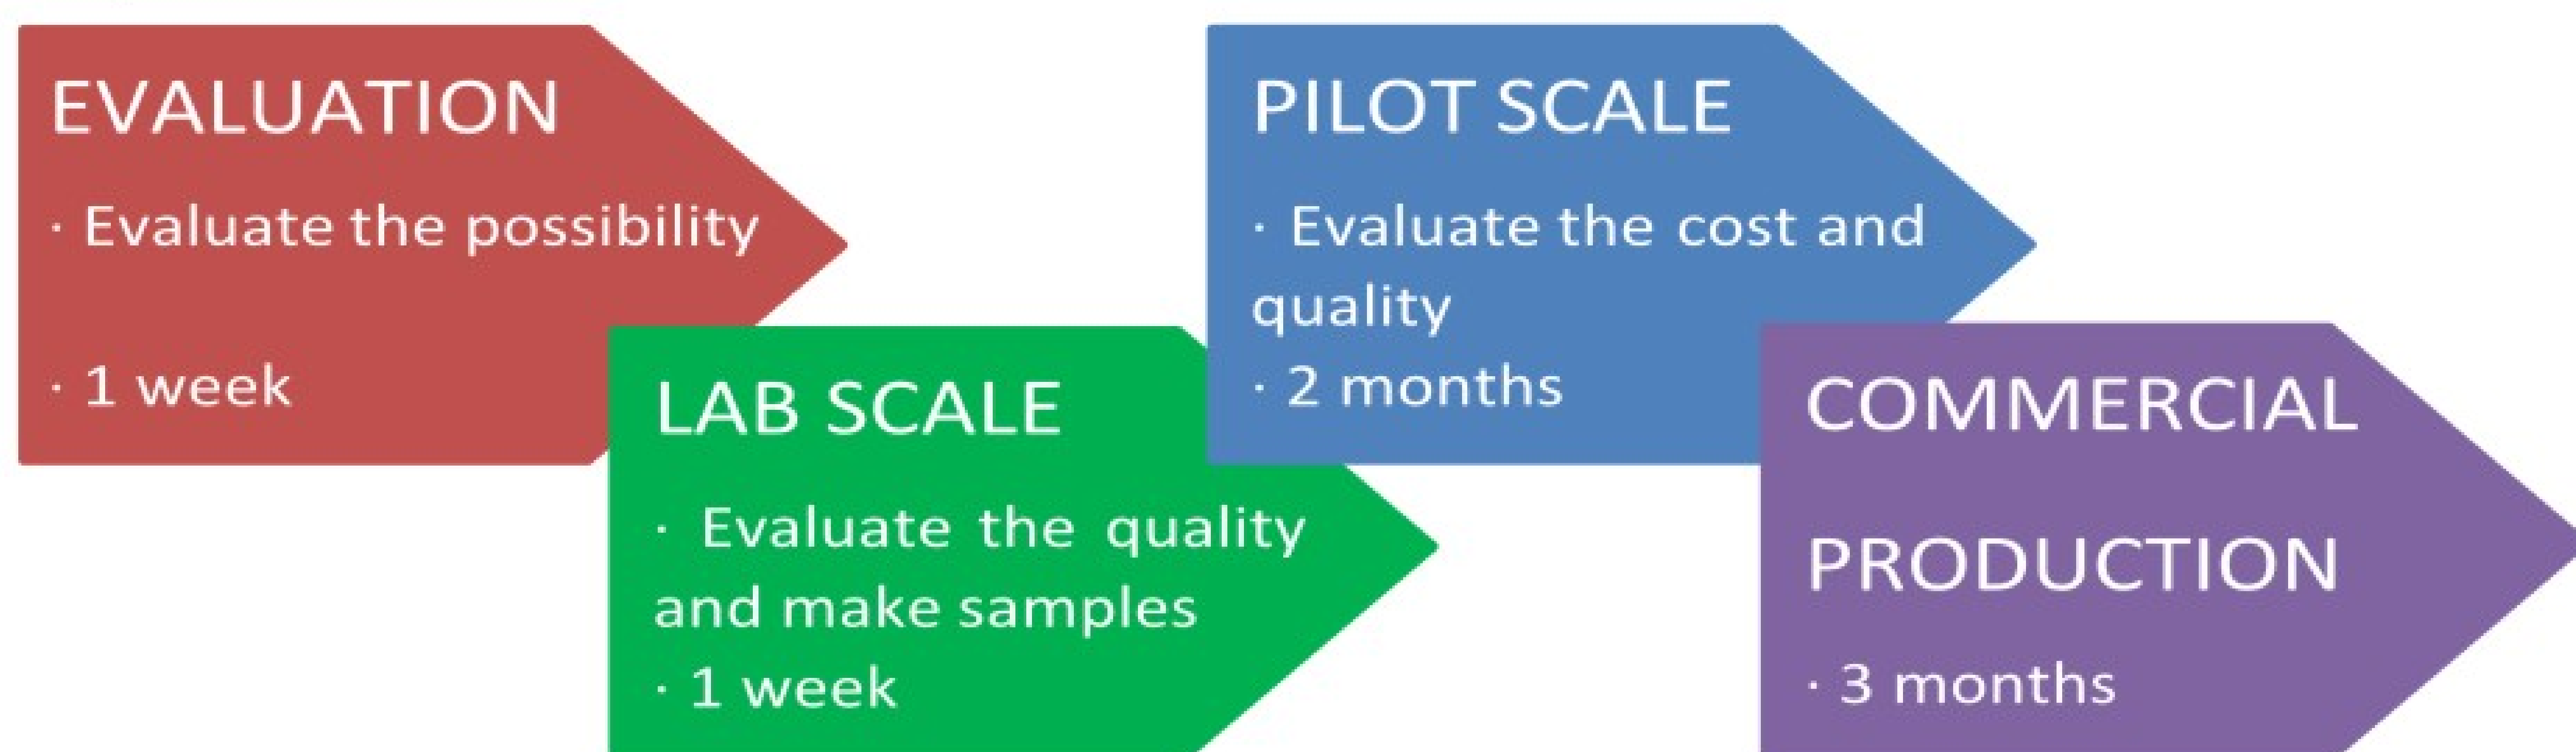 EVALUATION
· Evaluate the possibility
· 1 week
LAB SCALE
· Evaluate the quality
and make samples
· 1 week
PILOT SCALE
· Evaluate the cost and
quality
· 2 months
COMMERCIAL
PRODUCTION
· 3 months